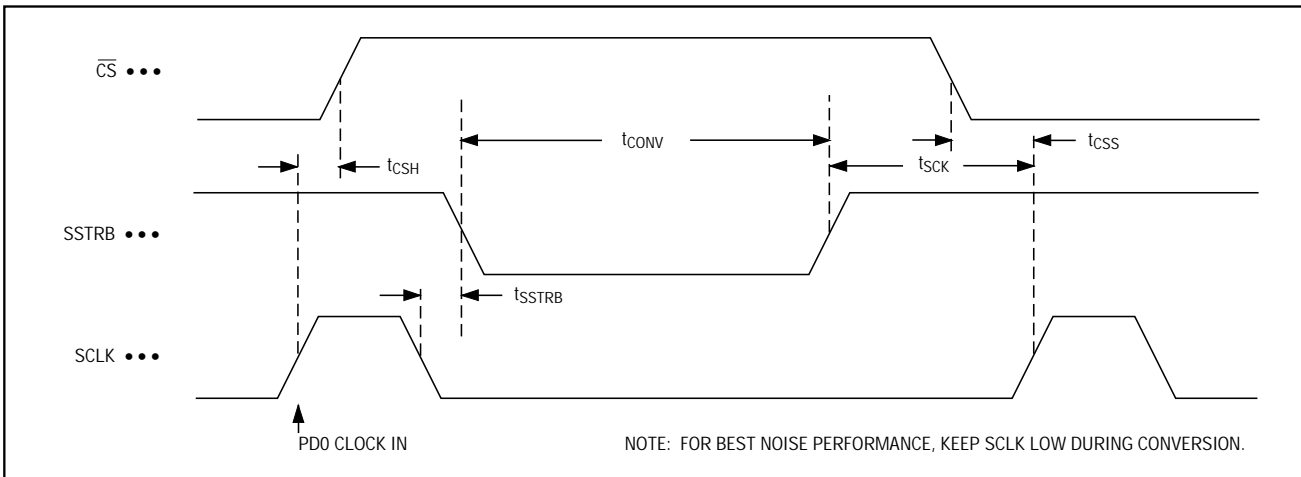 CS •••
tCONV
tCSS
tCSH
tSCK
SSTRB •••
tSSTRB
SCLK •••
PD0 CLOCK IN
NOTE: FOR BEST NOISE PERFORMANCE, KEEP SCLK LOW DURING CONVERSION.